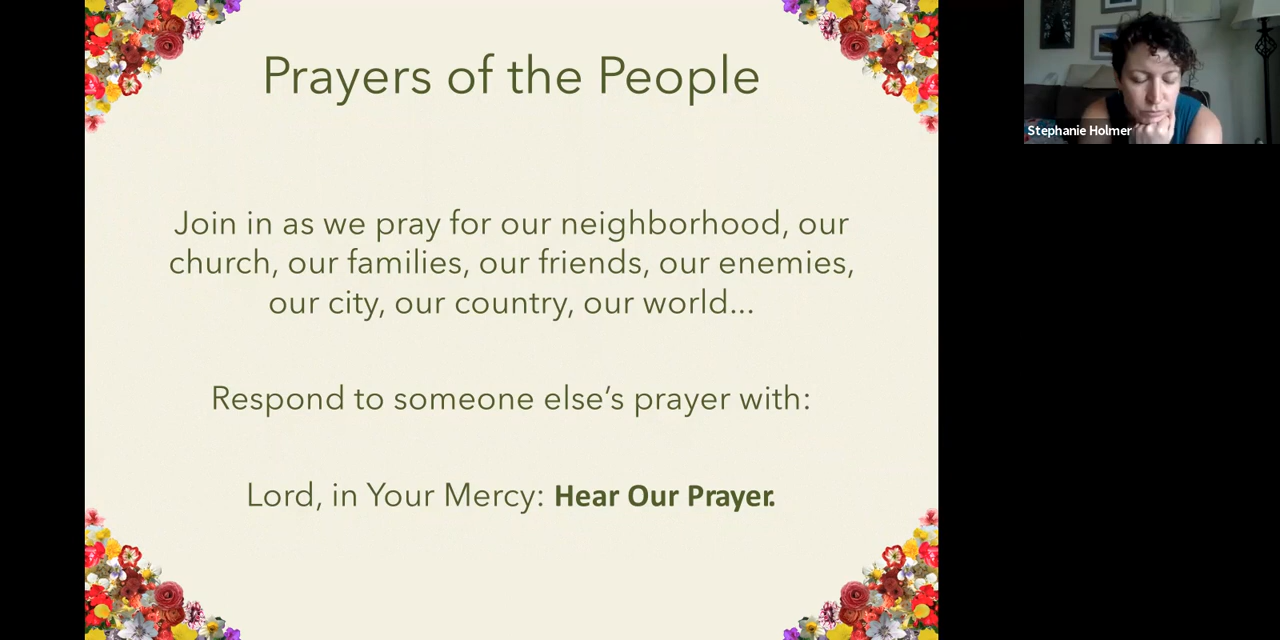 Prayers of the People
Stephanie Holmer
Join in as we pray for our neighborhood, our
church, our families, our friends, our enemies,
our city, our country, our world...
Respond to someone else’s prayer with:
Lord, in Your Mercy: Hear Our Prayer.